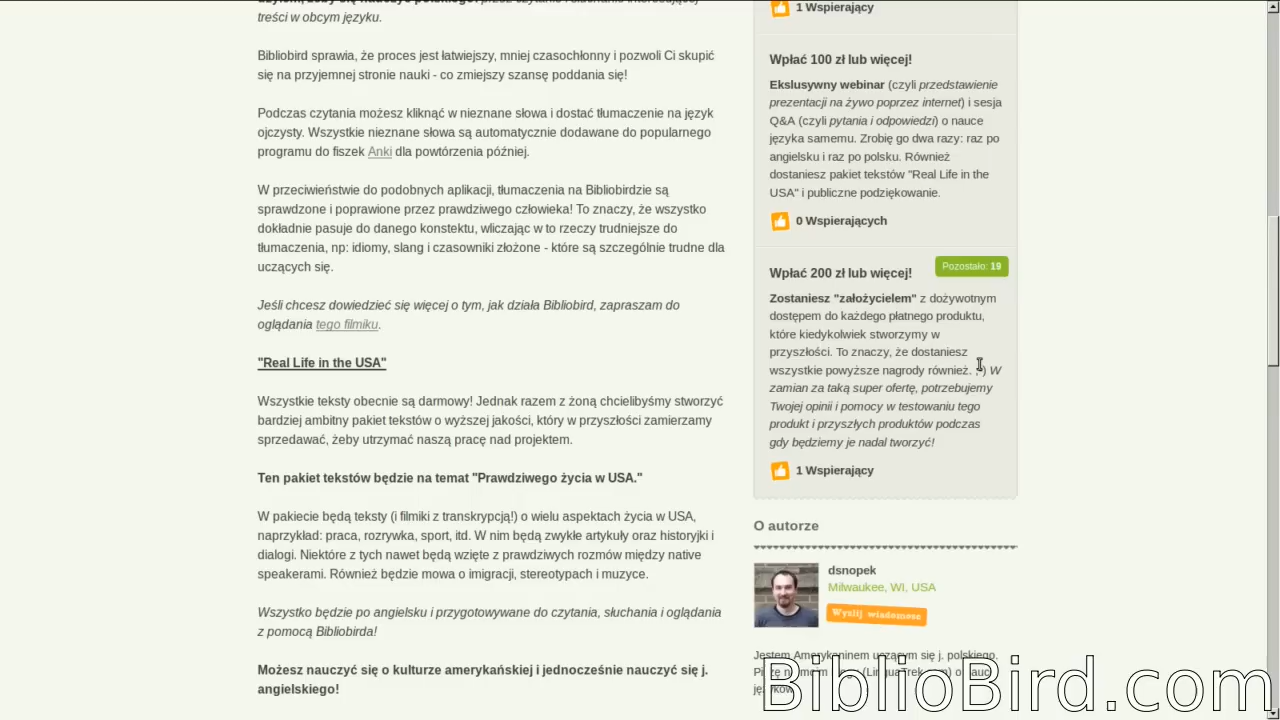 treści w obcym języku.
Bibliobird sprawia, że proces jest łatwiejszy, mniej czasochłonny i pozwoli Ci skupić
się na przyjemnej stronie nauki - co zmiejszy szansę poddania się!
Podczas czytania możesz kliknąć w nieznane słowa i dostać tłumaczenie na język
ojczysty. Wszystkie nieznane słowa są automatycznie dodawane do popularnego
programu do fiszek Anki dla powtórzenia później.
W przeciwieństwie do podobnych aplikacji, tłumaczenia na Bibliobirdzie są
sprawdzone i poprawione przez prawdziwego człowieka! To znaczy, że wszystko
dokładnie pasuje do danego konstektu, wliczając w to rzeczy trudniejsze do
tłumaczenia, np: idiomy, slang i czasowniki złożone - które są szczególnie trudne dla
uczących się.
Jeśli chcesz dowiedzieć się więcej o tym, jak działa Bibliobird, zapraszam do
oglądania tego filmiku.
"Real Life in the USA"
Wszystkie teksty obecnie są darmowy! Jednak razem z żoną chcielibyśmy stworzyć
bardziej ambitny pakiet tekstów o wyższej jakości, który w przyszłości zamierzamy
sprzedawać, żeby utrzymać naszą pracę nad projektem.
Ten pakiet tekstów będzie na temat "Prawdziwego życia w USA."
W pakiecie będą teksty (i filmiki z transkrypcją!) o wielu aspektach życia w USA,
naprzykład: praca, rozrywka, sport, itd. W nim będą zwykłe artykuły oraz historyjki i
dialogi. Niektóre z tych nawet będą wzięte z prawdziwych rozmów między native
speakerami. Również będzie mowa o imigracji, stereotypach i muzyce.
Wszystko będzie po angielsku i przygotowywane do czytania, słuchania i oglądania
z pomocą Bibliobirda!
Możesz nauczyć się o kulturze amerykańskiej i jednocześnie nauczyć się j.
angielskiego!
1 Wspierający
Wpłać 100 zł lub więcej!
Ekslusywny webinar (czyli przedstawienie
prezentacji na żywo poprzez internet) i sesja
Q&A (czyli pytania i odpowiedzi) o nauce
języka samemu. Zrobię go dwa razy: raz po
angielsku i raz po polsku. Również
dostaniesz pakiet tekstów "Real Life in the
USA" i publiczne podziękowanie.
0 Wspierających
Pozostało: 19
Wpłać 200 zł lub więcej!
Zostaniesz "założycielem" z dożywotnym
dostępem do każdego płatnego produktu,
które kiedykolwiek stworzymy w
przyszłości. To znaczy, że dostaniesz
wszystkie powyższe nagrody również. ;-) W
zamian za taką super ofertę, potrzebujemy
Twojej opinii i pomocy w testowaniu tego
produkt i przyszłych produktów podczas
gdy będziemy je nadal tworzyć!
1 Wspierający
O autorze
dsnopek
Milwaukee, WI, USA
Wyślij wiadomość
Jestem Amerykaninem uczącym się j. polskiego.
BiblioBird.com